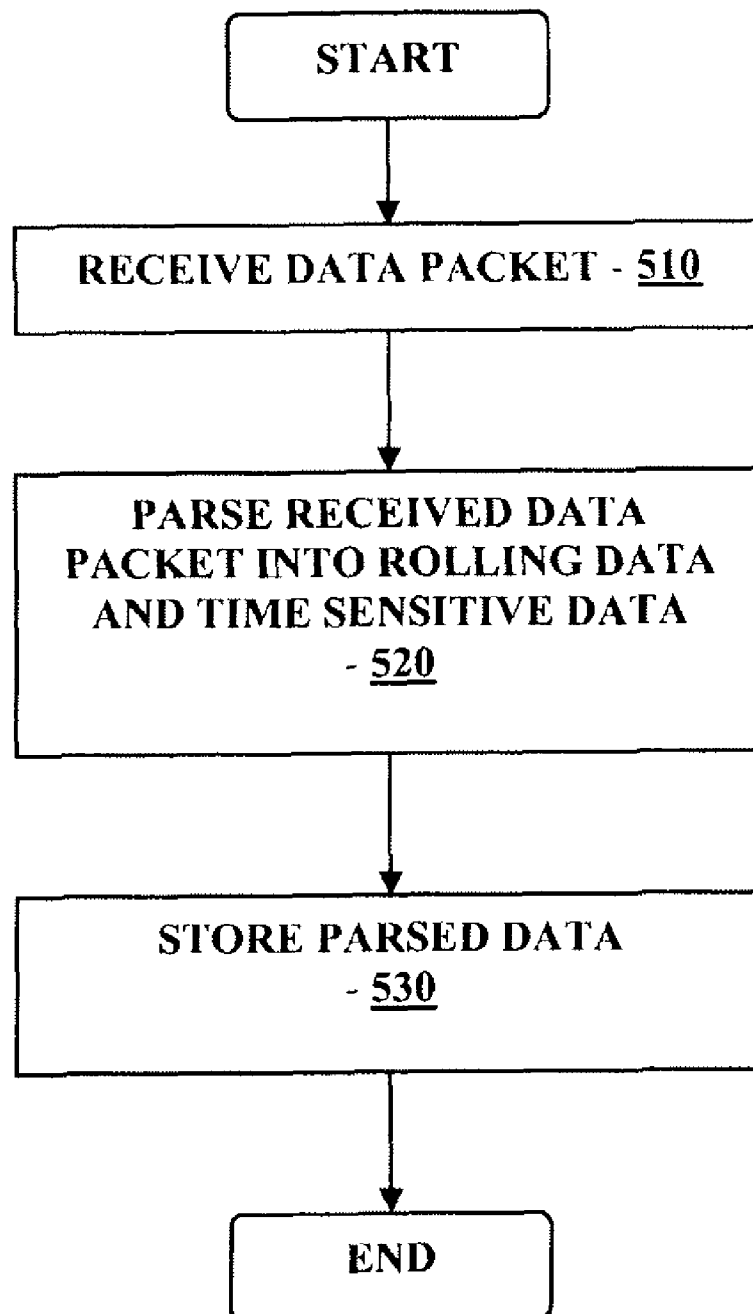 START
RECEIVE DATA PACKET - 510
PARSE RECEIVED DATA
PACKET INTO ROLLING DATA
AND TIME SENSITIVE DATA
- 520
STORE PARSED DATA
- 530
END